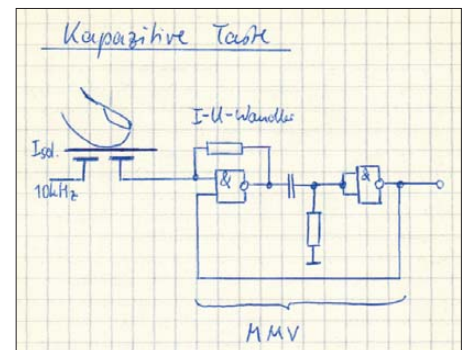 Kapazitive Taste
I-U-Wandler
Isol.
10kHz
&
&
MMV